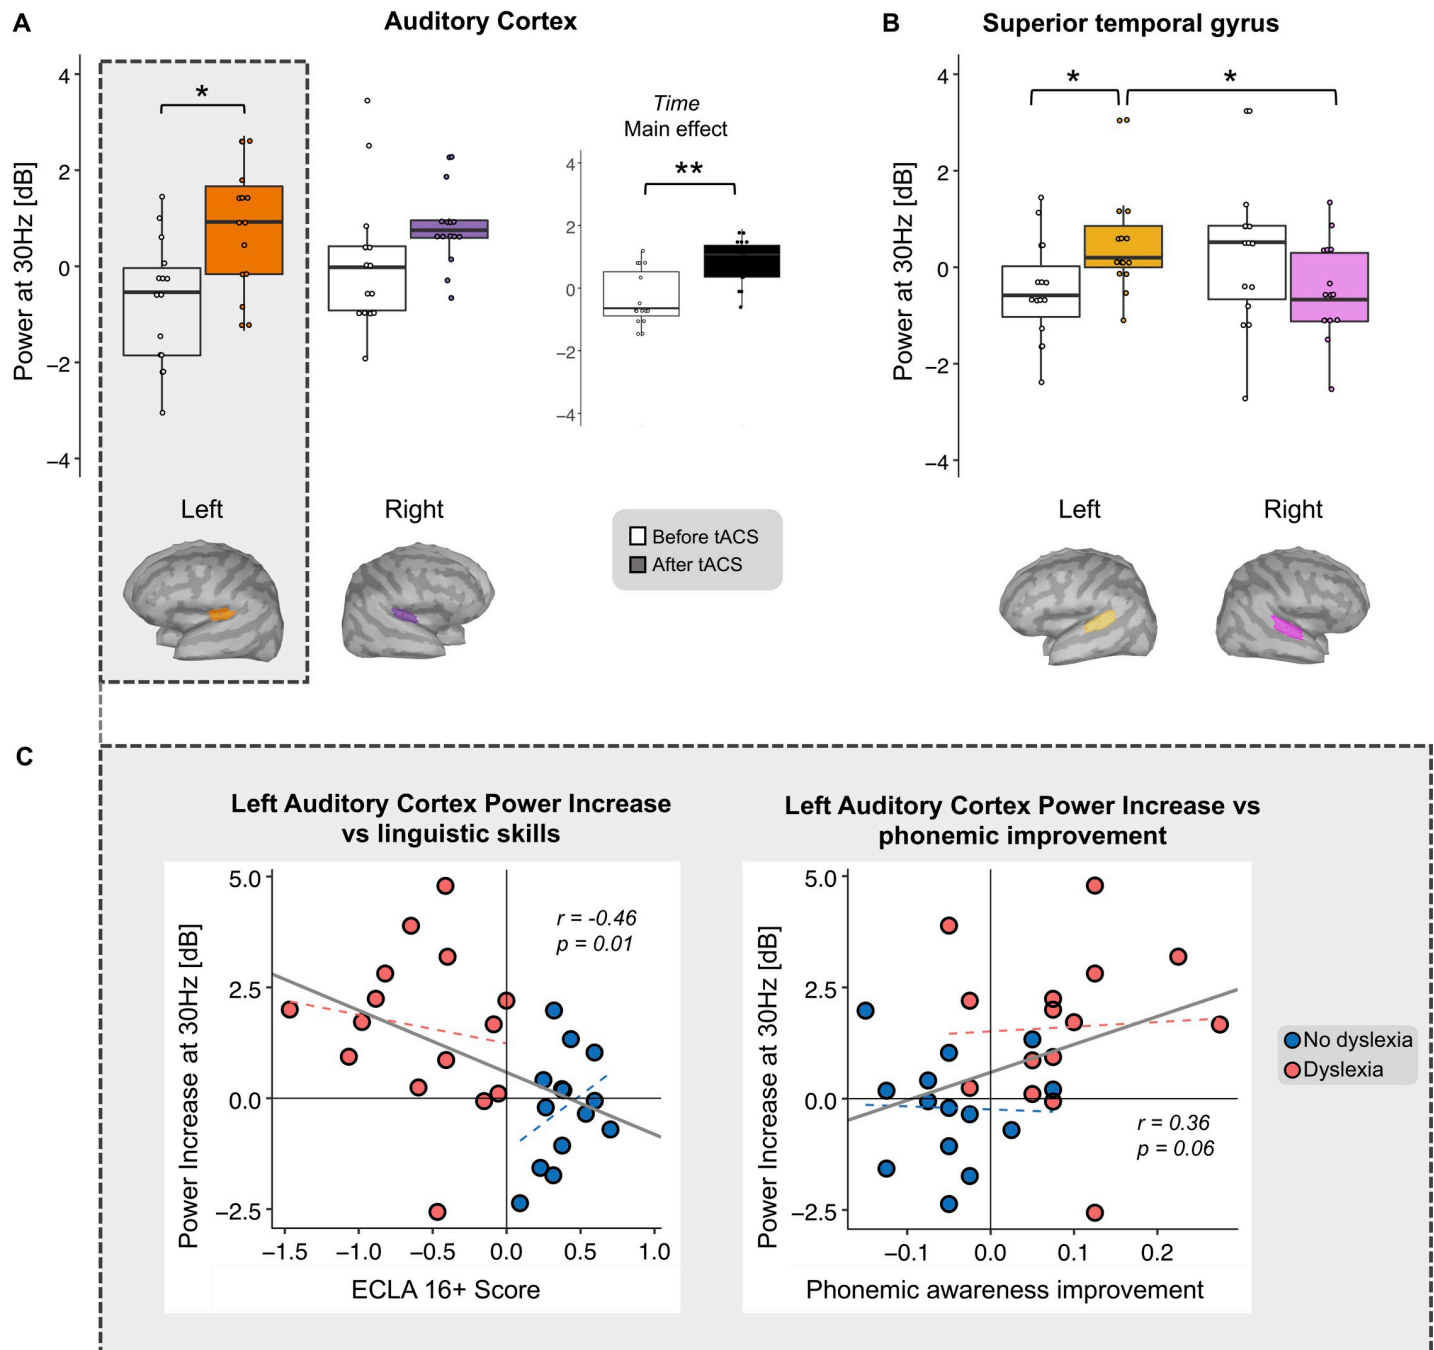 A
Auditory Cortex
Power at 30Hz [dB]
4
2
0
−2
−4
*
Time
Main effect
**
4
2
0
−2
−4
Left
Right
Before tACS
After tACS
B
Superior temporal gyrus
Power at 30Hz [dB]
4
2
0
−2
−4
*
*
Left
Right
C
Left Auditory Cortex Power Increase
vs linguistic skills
Power Increase at 30Hz [dB]
5.0
2.5
0.0
−2.5
r = -0.46
p = 0.01
−1.5 −1.0 −0.5 0.0 0.5 1.0
ECLA 16+ Score
Left Auditory Cortex Power Increase vs
phonemic improvement
Power Increase at 30Hz [dB]
5.0
2.5
0.0
−2.5
r = 0.36
p = 0.06
−0.1 0.0 0.1 0.2
Phonemic awareness improvement
No dyslexia
Dyslexia